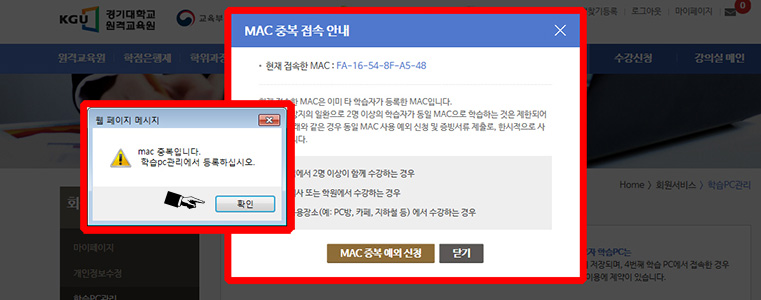 KGU 경기대학교
원격교육원
교육부
찾기등록 로그아웃 마이페이지 0
원격교육원 학점은행제 학위과정 수강신청 강의실 메인
MAC 중복 접속 안내
• 현재 접속한 MAC : FA-16-54-8F-A5-48
MAC은 이미 타 학습자가 등록한 MAC입니다.
방지의 일환으로 2명 이상의 학습자가 동일 MAC으로 학습하는 것은 제한되어
래와 같은 경우 동일 MAC 사용 예외 신청 및 증빙서류 제출로, 한시적으로 사
니다.
에서 2명 이상이 함께 수강하는 경우
사 또는 학원에서 수강하는 경우
용장소(예: PC방, 카페, 지하철 등) 에서 수강하는 경우
MAC 중복 예외 신청 닫기
웹 페이지 메시지
mac 중복입니다.
학습pc관리에서 등록하십시오.
확인
Home > 회원서비스 > 학습PC관리
회
마이페이지
개인정보수정
학습PC관리
자 학습PC는
저장되며, 4번째 학습 PC에서 접속한 경우
이용에 제약이 있습니다.